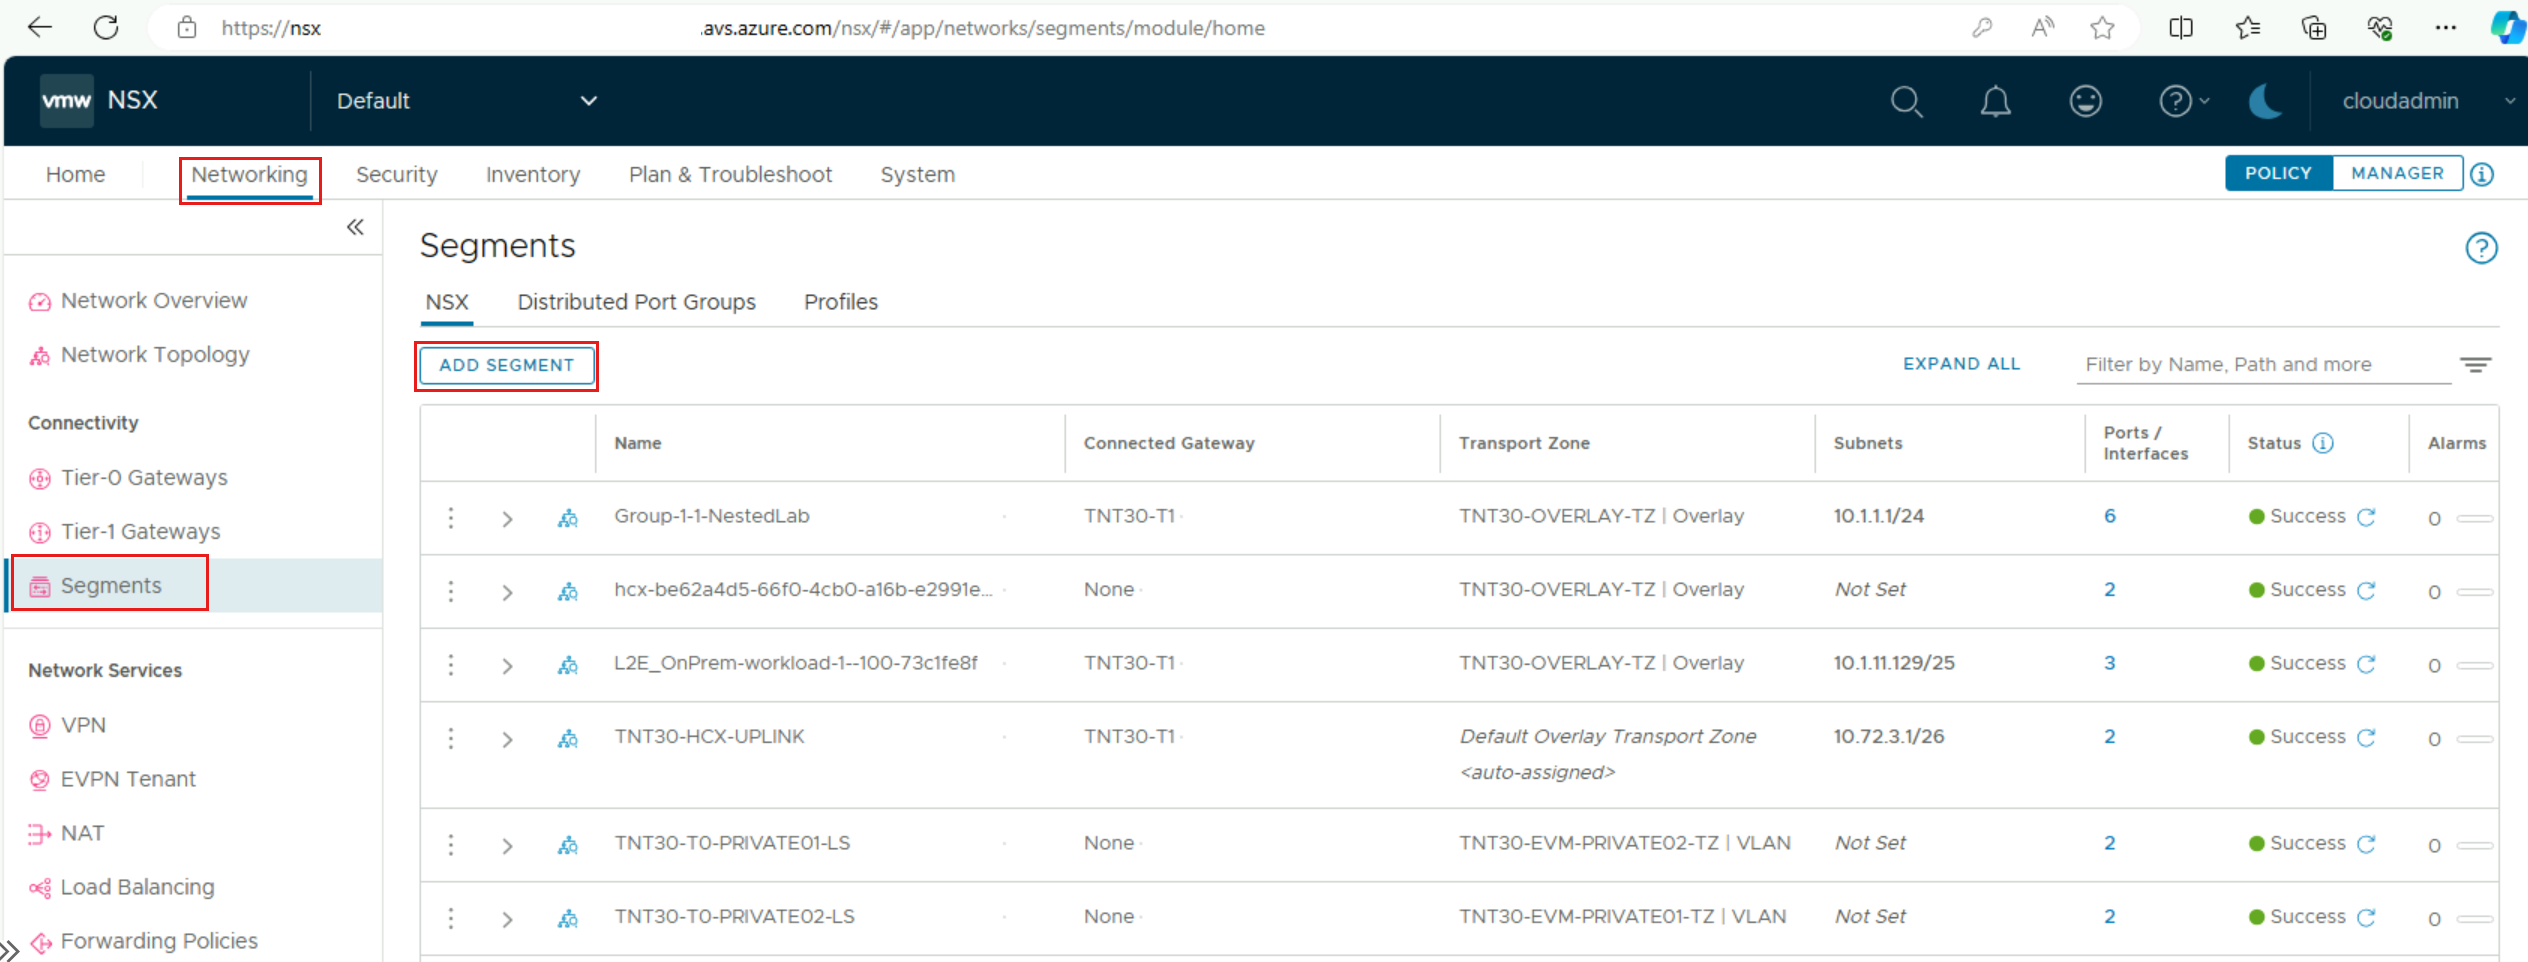 https://nsx .avs.azure.com/nsx/#/app/networks/segments/module/home
vmw NSX Default cloudadmin
Home Networking Security Inventory Plan & Troubleshoot System POLICY MANAGER
Segments
NSX Distributed Port Groups Profiles
ADD SEGMENT EXPAND ALL Filter by Name, Path and more
Network Overview
Network Topology
Connectivity
Tier-0 Gateways
Tier-1 Gateways
Segments
Network Services
VPN
EVPN Tenant
NAT
Load Balancing
Forwarding Policies
Name Connected Gateway Transport Zone Subnets Ports / Interfaces Status Alarms
Group-1-1-NestedLab TNT30-T1 TNT30-OVERLAY-TZ | Overlay 10.1.1.1/24 6 Success 0
hcx-be62a4d5-66f0-4cb0-a16b-e2991e... None TNT30-OVERLAY-TZ | Overlay Not Set 2 Success 0
L2E_OnPrem-workload-1--100-73c1fe8f TNT30-T1 TNT30-OVERLAY-TZ | Overlay 10.1.11.129/25 3 Success 0
TNT30-HCX-UPLINK TNT30-T1 Default Overlay Transport Zone 10.72.3.1/26 2 Success 0
<auto-assigned>
TNT30-T0-PRIVATE01-LS None TNT30-EVM-PRIVATE02-TZ | VLAN Not Set 2 Success 0
TNT30-T0-PRIVATE02-LS None TNT30-EVM-PRIVATE01-TZ | VLAN Not Set 2 Success 0